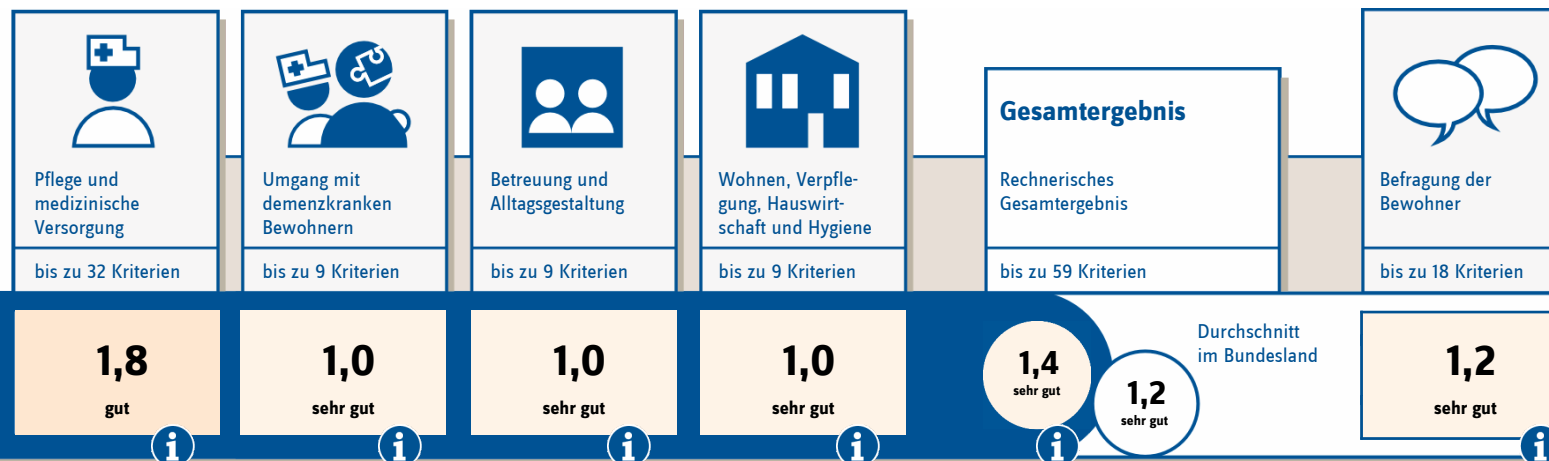 Pflege und
medizinische
Versorgung
bis zu 32 Kriterien
1,8
gut
Umgang mit
demenzkranken
Bewohnern
bis zu 9 Kriterien
1,0
sehr gut
Betreuung und
Alltagsgestaltung
bis zu 9 Kriterien
1,0
sehr gut
Wohnen, Verpfle-
gung, Hauswirt-
schaft und Hygiene
bis zu 9 Kriterien
1,0
sehr gut
Gesamtergebnis
Rechnerisches
Gesamtergebnis
bis zu 59 Kriterien
1,4
sehr gut
Durchschnitt
im Bundesland
1,2
sehr gut
Befragung der
Bewohner
bis zu 18 Kriterien
1,2
sehr gut
i
i
i
i
i
i